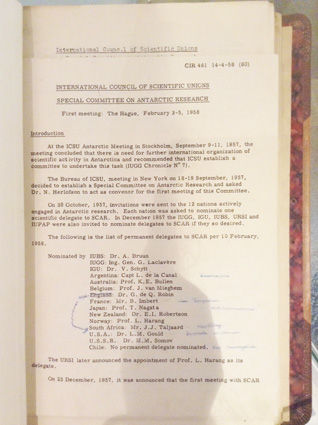 International Council of Scientific Unions
CIR 461 14-4-58 (80)
INTERNATIONAL COUNCIL OF SCIENTIFIC UNIONS
SPECIAL COMMITTEE ON ANTARCTIC RESEARCH
First meeting: The Hague, February 3-5, 1958
Introduction
At the ICSU Antarctic Meeting in Stockholm, September 9-11, 1957, the
meeting concluded that there is need for further international organization of
scientific activity in Antarctica and recommended that ICSU establish a
committee to undertake this task (IUGG Chronicle N° 7).
The Bureau of ICSU, meeting in New York on 18-19 September, 1957,
decided to establish a Special Committee on Antarctic Research and asked
Dr. N. Herlofson to act as convenor for the first meeting of this Committee.
On 20 October, 1957, invitations were sent to the 12 nations actively
engaged in Antarctic research. Each nation was asked to nominate one
scientific delegate to SCAR. In December 1957 the IUGG, IGU, IUBS, URSI and
IUPAP were also invited to nominate delegates to SCAR if they so desired.
The following is the list of permanent delegates to SCAR per 10 February,
1958.
Nominated by IUBS: Dr. A. Bruun
IUGG: Ing. Gen. G. Laclavère
IGU: Dr. V. Schytt
Argentina: Capt L. de la Canal
Australia: Prof. K.E. Bullen
Belgium: Prof. J. van Mieghem
England: Dr. G. de Q. Robin
France: Mr. B. Imbert
Japan: Prof. T. Nagata
New Zealand: Dr. E.I. Robertson
Norway: Prof. L. Harang
South Africa: Mr. J.J. Taljaard
U.S.A.: Dr. L.M. Gould
U.S.S.R. Dr. M.M. Somov
Chile: No permanent delegate nominated.
The URSI later announced the appointment of Prof. L. Harang as its
delegate.
On 23 December, 1957, it was announced that the first meeting with SCAR